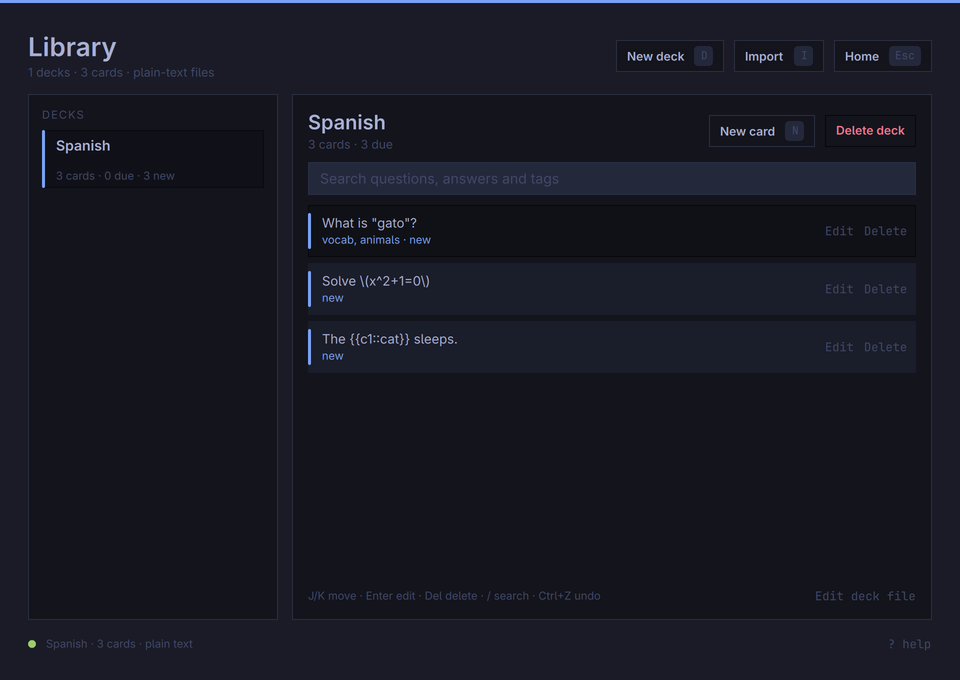 Library
1 decks · 3 cards · plain-text files
New deck D
Import I
Home Esc
DECKS
Spanish
3 cards · 0 due · 3 new
Spanish
3 cards · 3 due
New card N
Delete deck
Search questions, answers and tags
What is "gato"?
vocab, animals · new
Edit Delete
Solve \(x^2+1=0\)
new
Edit Delete
The {{c1::cat}} sleeps.
new
Edit Delete
J/K move · Enter edit · Del delete · / search · Ctrl+Z undo
Edit deck file
Spanish · 3 cards · plain text
? help